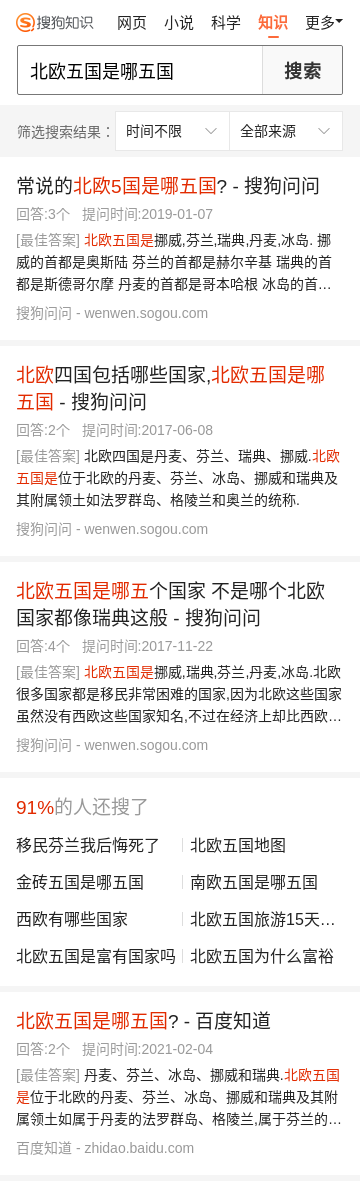 搜狗知识 网页 小说 科学 知识 更多
北欧五国是哪五国 搜索
筛选搜索结果： 时间不限 全部来源
常说的北欧5国是哪五国? - 搜狗问问
回答:3个 提问时间:2019-01-07
[最佳答案] 北欧五国是挪威,芬兰,瑞典,丹麦,冰岛. 挪
威的首都是奥斯陆 芬兰的首都是赫尔辛基 瑞典的首
都是斯德哥尔摩 丹麦的首都是哥本哈根 冰岛的首…
搜狗问问 - wenwen.sogou.com
北欧四国包括哪些国家,北欧五国是哪
五国 - 搜狗问问
回答:2个 提问时间:2017-06-08
[最佳答案] 北欧四国是丹麦、芬兰、瑞典、挪威.北欧
五国是位于北欧的丹麦、芬兰、冰岛、挪威和瑞典及
其附属领土如法罗群岛、格陵兰和奥兰的统称.
搜狗问问 - wenwen.sogou.com
北欧五国是哪五个国家 不是哪个北欧
国家都像瑞典这般 - 搜狗问问
回答:4个 提问时间:2017-11-22
[最佳答案] 北欧五国是挪威,瑞典,芬兰,丹麦,冰岛.北欧
很多国家都是移民非常困难的国家,因为北欧这些国家
虽然没有西欧这些国家知名,不过在经济上却比西欧…
搜狗问问 - wenwen.sogou.com
91%的人还搜了
移民芬兰我后悔死了 北欧五国地图
金砖五国是哪五国 南欧五国是哪五国
西欧有哪些国家 北欧五国旅游15天…
北欧五国是富有国家吗 北欧五国为什么富裕
北欧五国是哪五国? - 百度知道
回答:2个 提问时间:2021-02-04
[最佳答案] 丹麦、芬兰、冰岛、挪威和瑞典.北欧五国
是位于北欧的丹麦、芬兰、冰岛、挪威和瑞典及其附
属领土如属于丹麦的法罗群岛、格陵兰,属于芬兰的…
百度知道 - zhidao.baidu.com